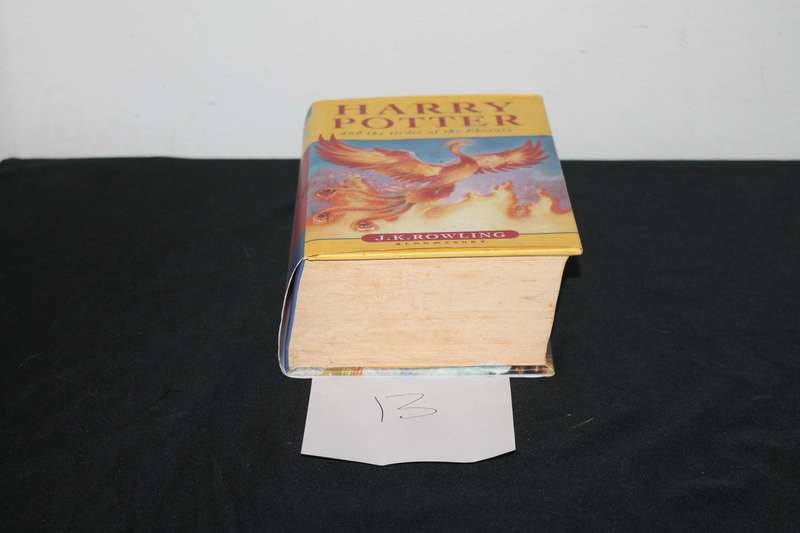 HARRY
POTTER
and the Order of the Phoenix
J.K.ROWLING
BLOOMSBURY
13